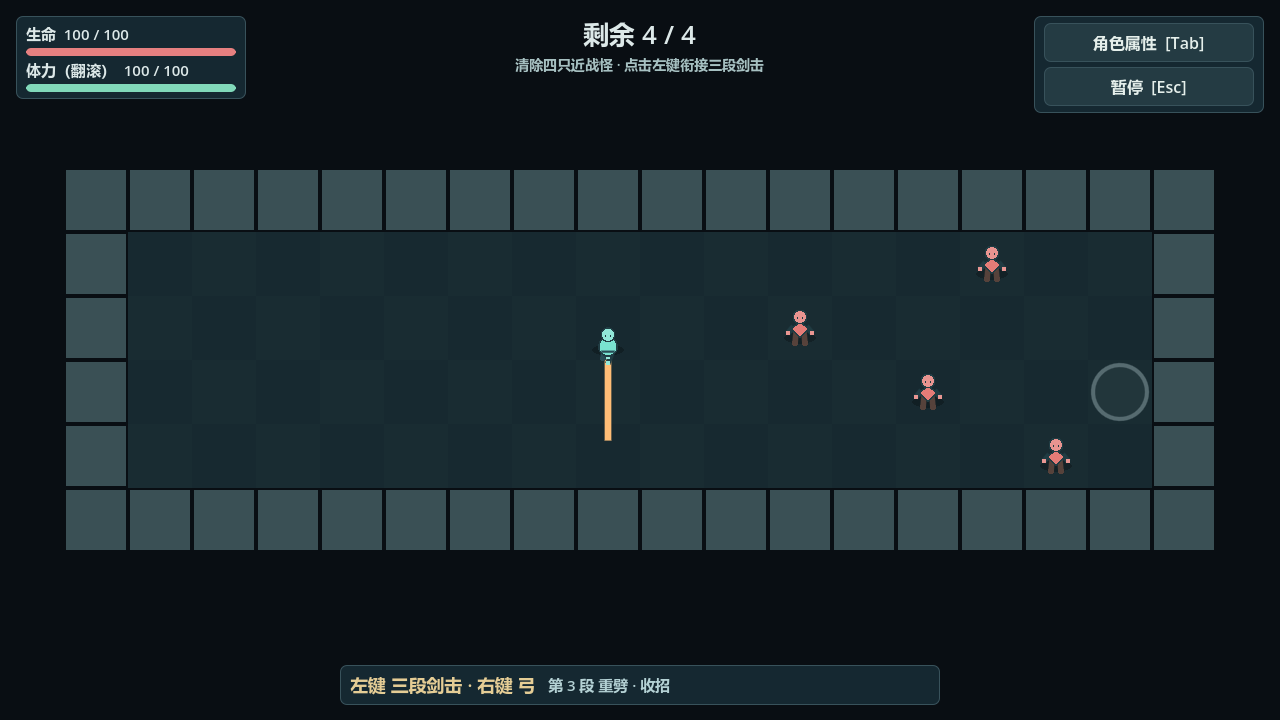 生命 100 / 100
体力（翻滚） 100 / 100
剩余 4 / 4
清除四只近战怪 · 点击左键衔接三段剑击
角色属性 [Tab]
暂停 [Esc]
左键 三段剑击 · 右键 弓 第 3 段 重劈 · 收招